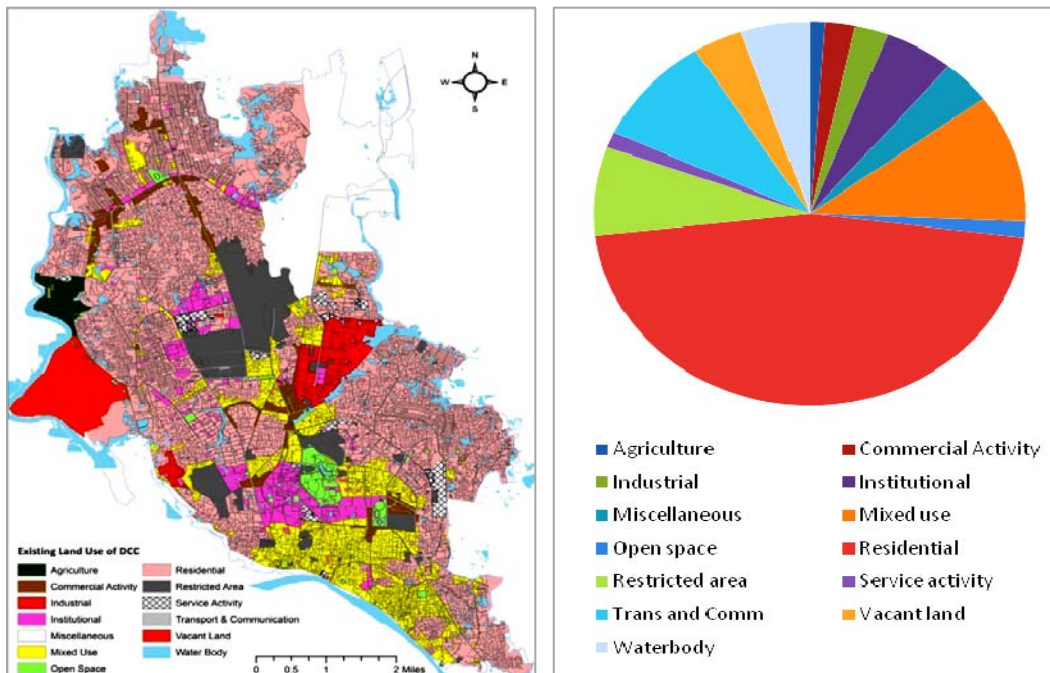 N
W E
S
Existing Land Use of DCC
Agriculture
Commercial Activity
Industrial
Institutional
Miscellaneous
Mixed Use
Open Space
Residential
Restricted Area
Service Activity
Transport & Communication
Vacant Land
Water Body
0 0.5 1 2 Miles
Agriculture Commercial Activity
Industrial Institutional
Miscellaneous Mixed use
Open space Residential
Restricted area Service activity
Trans and Comm Vacant land
Waterbody